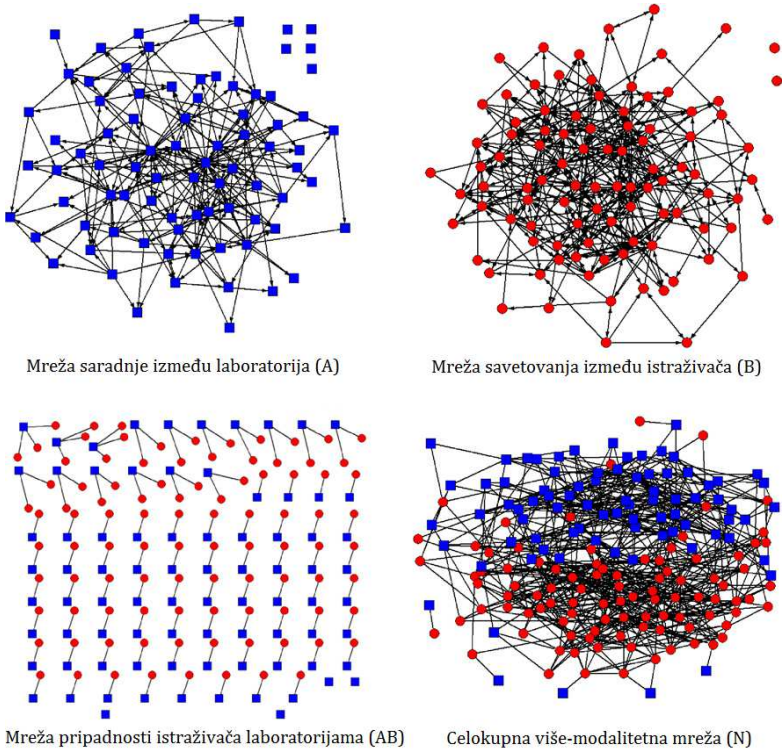 Mreža saradnje između laboratorija (A)
Mreža savetovanja između istraživača (B)
Mreža pripadnosti istraživača laboratorijama (AB)
Celokupna više-modalitetna mreža (N)